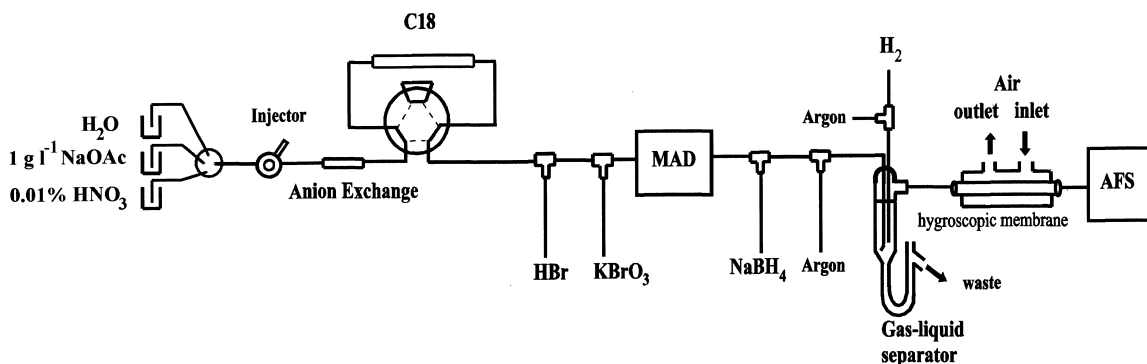 C18
H2
Air
outlet inlet
Argon
Injector
H2O
1 g l-1 NaOAc
0.01% HNO3
Anion Exchange
MAD
AFS
hygroscopic membrane
HBr
KBrO3
NaBH4
Argon
waste
Gas-liquid
separator